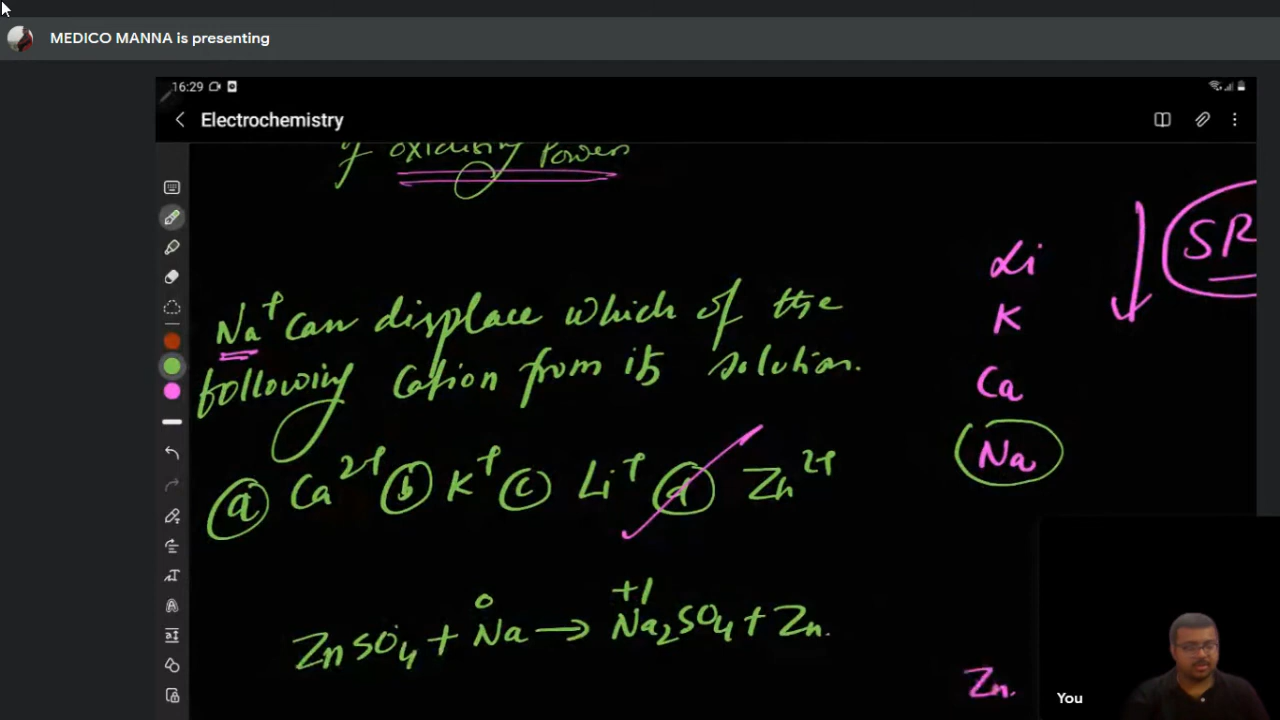 MEDICO MANNA is presenting
16:29
Electrochemistry
of oxidising Power
Na⁺ can displace which of the
following Cation from its solution.
(a) Ca²⁺ (b) K⁺ (c) Li⁺ (d) Zn²⁺
0 +1
ZnSO₄ + Na → Na₂SO₄ + Zn.
Li
K
Ca
Na
Zn.
You